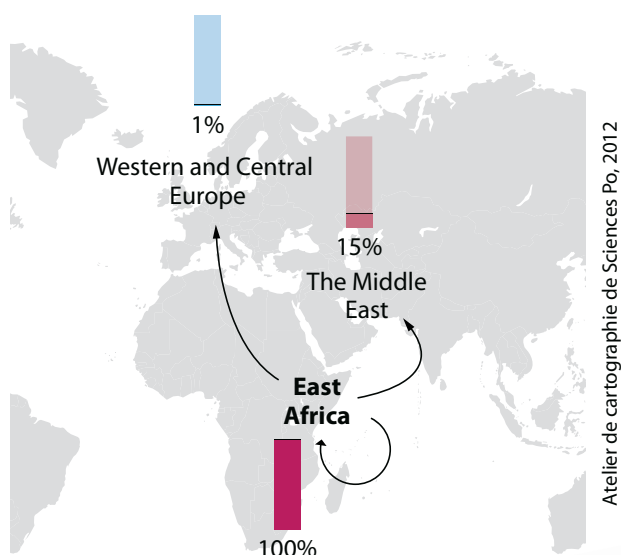 1%
Western and Central
Europe
15%
The Middle
East
East
Africa
100%
Atelier de cartographie de Sciences Po, 2012